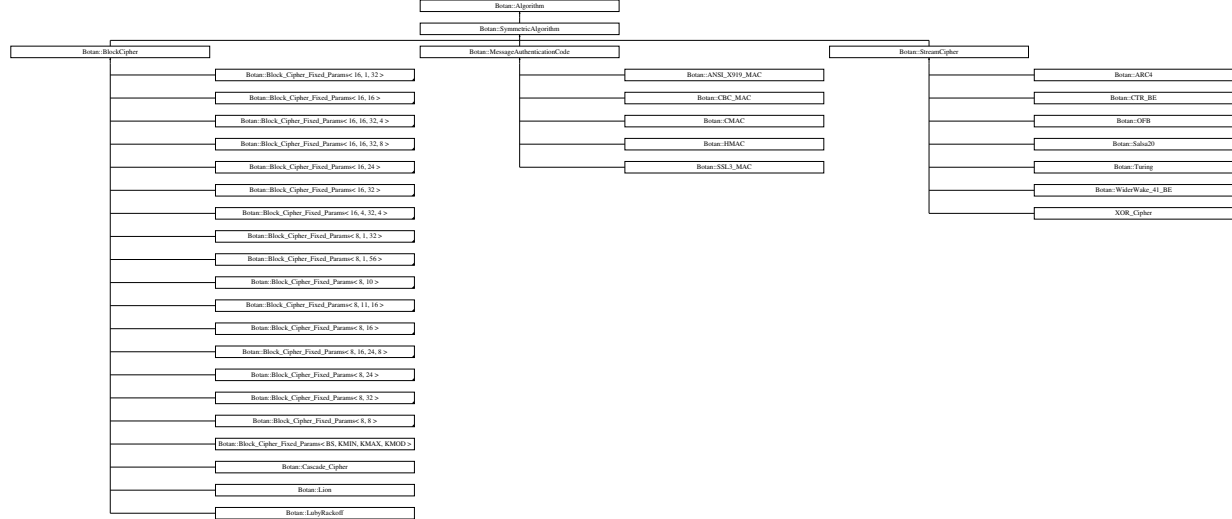 Botan::Algorithm
Botan::SymmetricAlgorithm
Botan::BlockCipher
Botan::MessageAuthenticationCode
Botan::StreamCipher
Botan::Block_Cipher_Fixed_Params< 16, 1, 32 >
Botan::Block_Cipher_Fixed_Params< 16, 16 >
Botan::Block_Cipher_Fixed_Params< 16, 16, 32, 4 >
Botan::Block_Cipher_Fixed_Params< 16, 16, 32, 8 >
Botan::Block_Cipher_Fixed_Params< 16, 24 >
Botan::Block_Cipher_Fixed_Params< 16, 32 >
Botan::Block_Cipher_Fixed_Params< 16, 4, 32, 4 >
Botan::Block_Cipher_Fixed_Params< 8, 1, 32 >
Botan::Block_Cipher_Fixed_Params< 8, 1, 56 >
Botan::Block_Cipher_Fixed_Params< 8, 10 >
Botan::Block_Cipher_Fixed_Params< 8, 11, 16 >
Botan::Block_Cipher_Fixed_Params< 8, 16 >
Botan::Block_Cipher_Fixed_Params< 8, 16, 24, 8 >
Botan::Block_Cipher_Fixed_Params< 8, 24 >
Botan::Block_Cipher_Fixed_Params< 8, 32 >
Botan::Block_Cipher_Fixed_Params< 8, 8 >
Botan::Block_Cipher_Fixed_Params< BS, KMIN, KMAX, KMOD >
Botan::Cascade_Cipher
Botan::Lion
Botan::LubyRackoff
Botan::ANSI_X919_MAC
Botan::CBC_MAC
Botan::CMAC
Botan::HMAC
Botan::SSL3_MAC
Botan::ARC4
Botan::CTR_BE
Botan::OFB
Botan::Salsa20
Botan::Turing
Botan::WiderWake_41_BE
XOR_Cipher